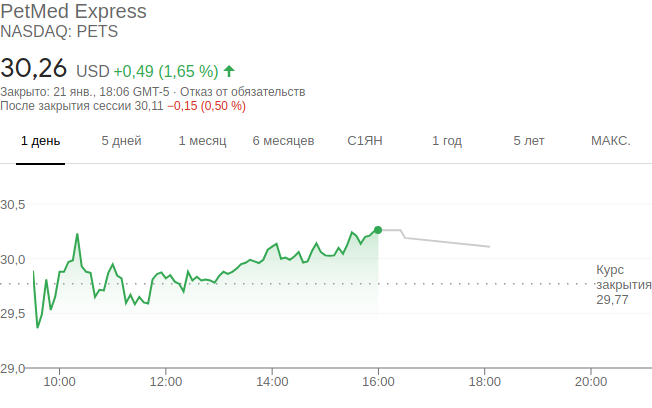 PetMed Express
NASDAQ: PETS
30,26 USD +0,49 (1,65 %)
Закрыто: 21 янв., 18:06 GMT-5 · Отказ от обязательств
После закрытия сессии 30,11 −0,15 (0,50 %)
1 день 5 дней 1 месяц 6 месяцев С1ЯН 1 год 5 лет МАКС.
30,5
30,0
Курс
закрытия
29,77
29,5
29,0
10:00 12:00 14:00 16:00 18:00 20:00